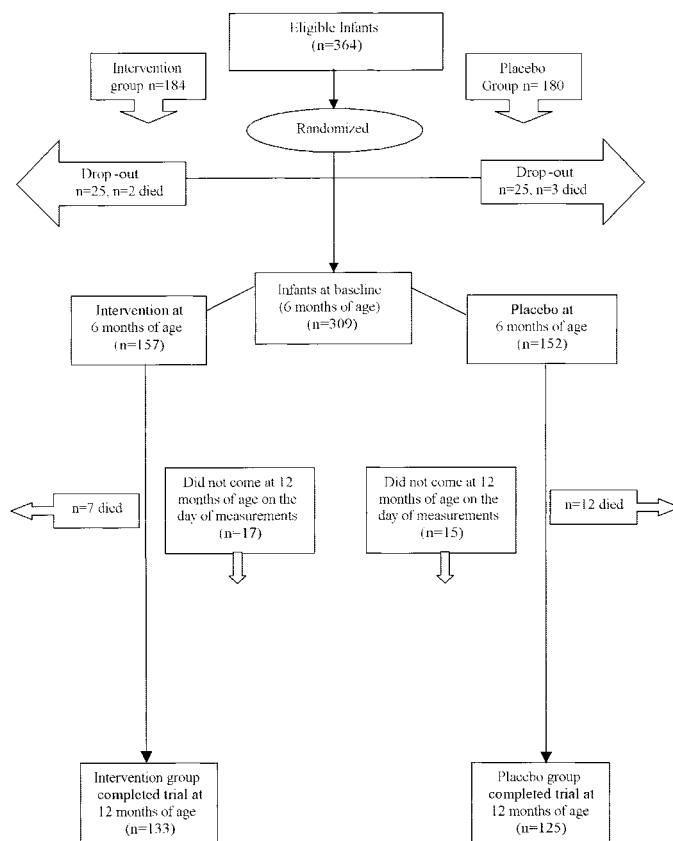 Eligible Infants
(n=364)
Intervention
group n=184
Placebo
Group n= 180
Randomized
Drop -out
n=25, n=2 died
Drop -out
n=25, n=3 died
Infants at baseline
(6 months of age)
(n=309)
Intervention at
6 months of age
(n=157)
Placebo at
6 months of age
(n=152)
n=7 died
Did not come at 12
months of age on the
day of measurements
(n=17)
Did not come at 12
months of age on the
day of measurements
(n=15)
n=12 died
Intervention group
completed trial at
12 months of age
(n=133)
Placebo group
completed trial at
12 months of age
(n=125)